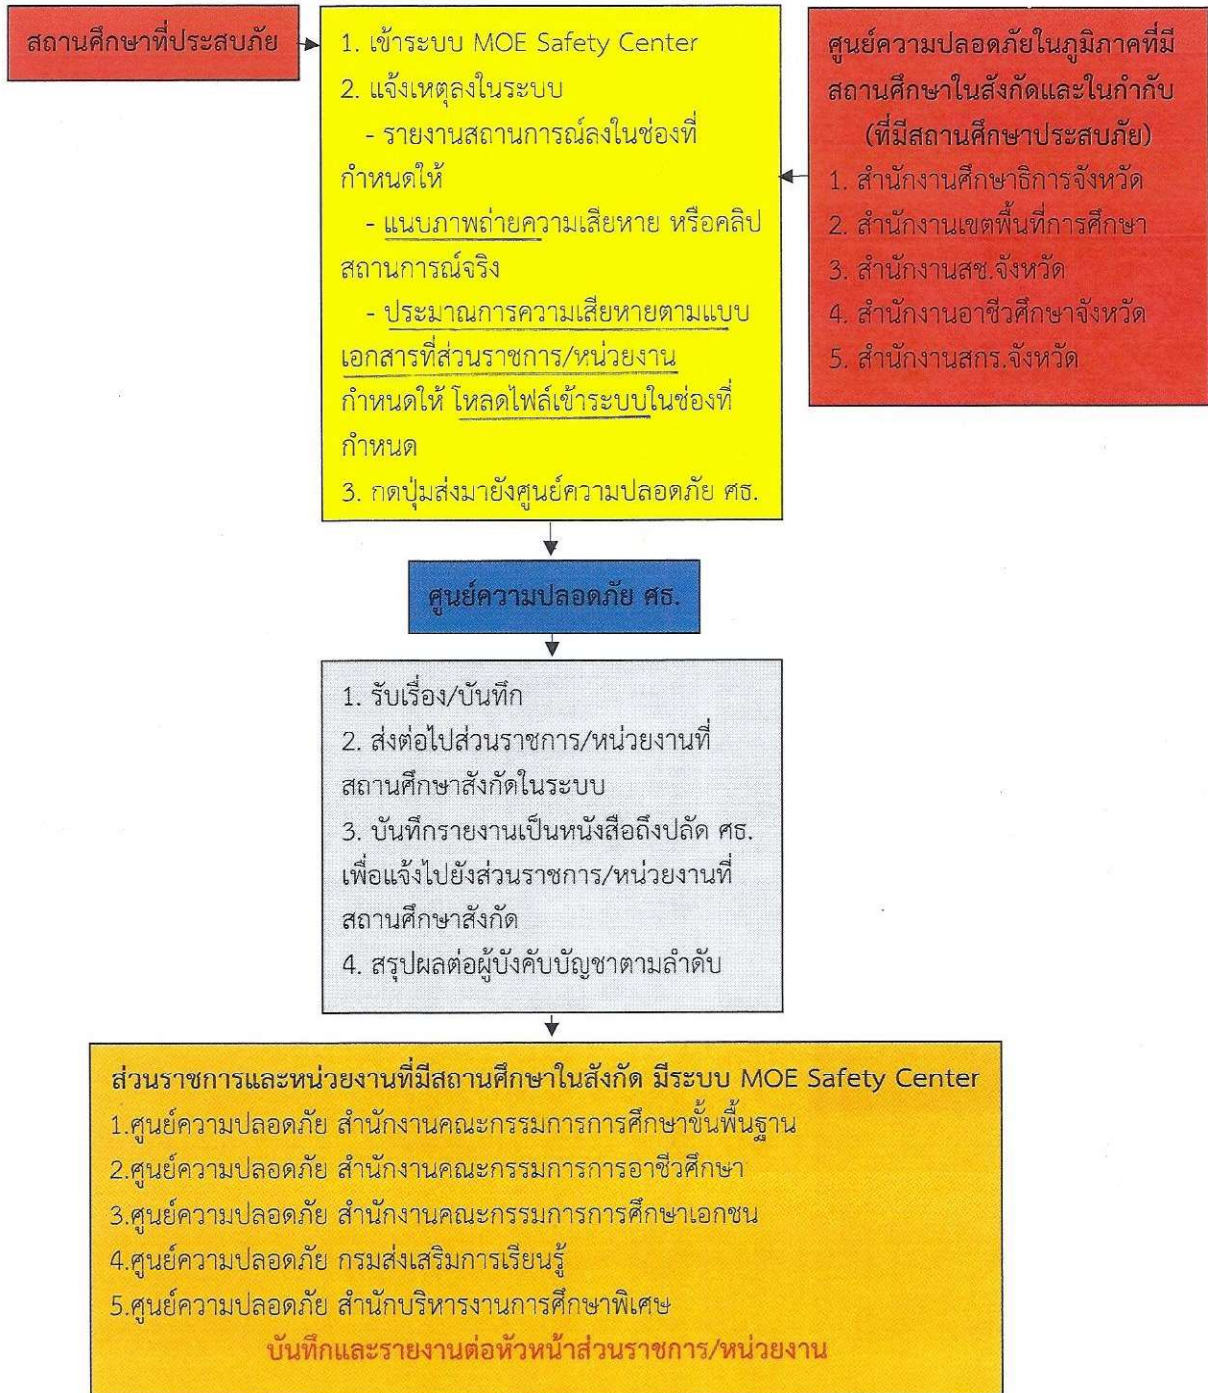 สถานศึกษาที่ประสบภัย
1. เข้าระบบ MOE Safety Center
2. แจ้งเหตุลงในระบบ
- รายงานสถานการณ์ลงในช่องที่
กำหนดให้
- แนบภาพถ่ายความเสียหาย หรือคลิป
สถานการณ์จริง
- ประมาณการความเสียหายตามแบบ
เอกสารที่ส่วนราชการ/หน่วยงาน
กำหนดให้ โหลดไฟล์เข้าระบบในช่องที่
กำหนด
3. กดปุ่มส่งมายังศูนย์ความปลอดภัย ศธ.
ศูนย์ความปลอดภัยในภูมิภาคที่มี
สถานศึกษาในสังกัดและในกำกับ
(ที่มีสถานศึกษาประสบภัย)
1. สำนักงานศึกษาธิการจังหวัด
2. สำนักงานเขตพื้นที่การศึกษา
3. สำนักงานสช.จังหวัด
4. สำนักงานอาชีวศึกษาจังหวัด
5. สำนักงานสกร.จังหวัด
ศูนย์ความปลอดภัย ศธ.
1. รับเรื่อง/บันทึก
2. ส่งต่อไปส่วนราชการ/หน่วยงานที่
สถานศึกษาสังกัดในระบบ
3. บันทึกรายงานเป็นหนังสือถึงปลัด ศธ.
เพื่อแจ้งไปยังส่วนราชการ/หน่วยงานที่
สถานศึกษาสังกัด
4. สรุปผลต่อผู้บังคับบัญชาตามลำดับ
ส่วนราชการและหน่วยงานที่มีสถานศึกษาในสังกัด มีระบบ MOE Safety Center
1.ศูนย์ความปลอดภัย สำนักงานคณะกรรมการการศึกษาขั้นพื้นฐาน
2.ศูนย์ความปลอดภัย สำนักงานคณะกรรมการการอาชีวศึกษา
3.ศูนย์ความปลอดภัย สำนักงานคณะกรรมการการศึกษาเอกชน
4.ศูนย์ความปลอดภัย กรมส่งเสริมการเรียนรู้
5.ศูนย์ความปลอดภัย สำนักบริหารงานการศึกษาพิเศษ
บันทึกและรายงานต่อหัวหน้าส่วนราชการ/หน่วยงาน